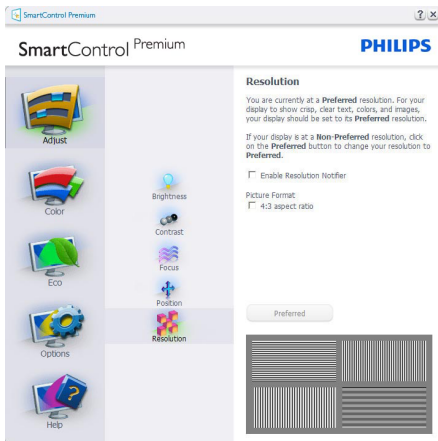 SmartControl Premium
SmartControl Premium
PHILIPS
Adjust
Color
Eco
Options
Help
Brightness
Contrast
Focus
Position
Resolution
Resolution
You are currently at a Preferred resolution. For your
display to show crisp, clear text, colors, and images,
your display should be set to its Preferred resolution.
If your display is at a Non-Preferred resolution, click
on the Preferred button to change your resolution to
Preferred.
Enable Resolution Notifier
Picture Format
4:3 aspect ratio
Preferred